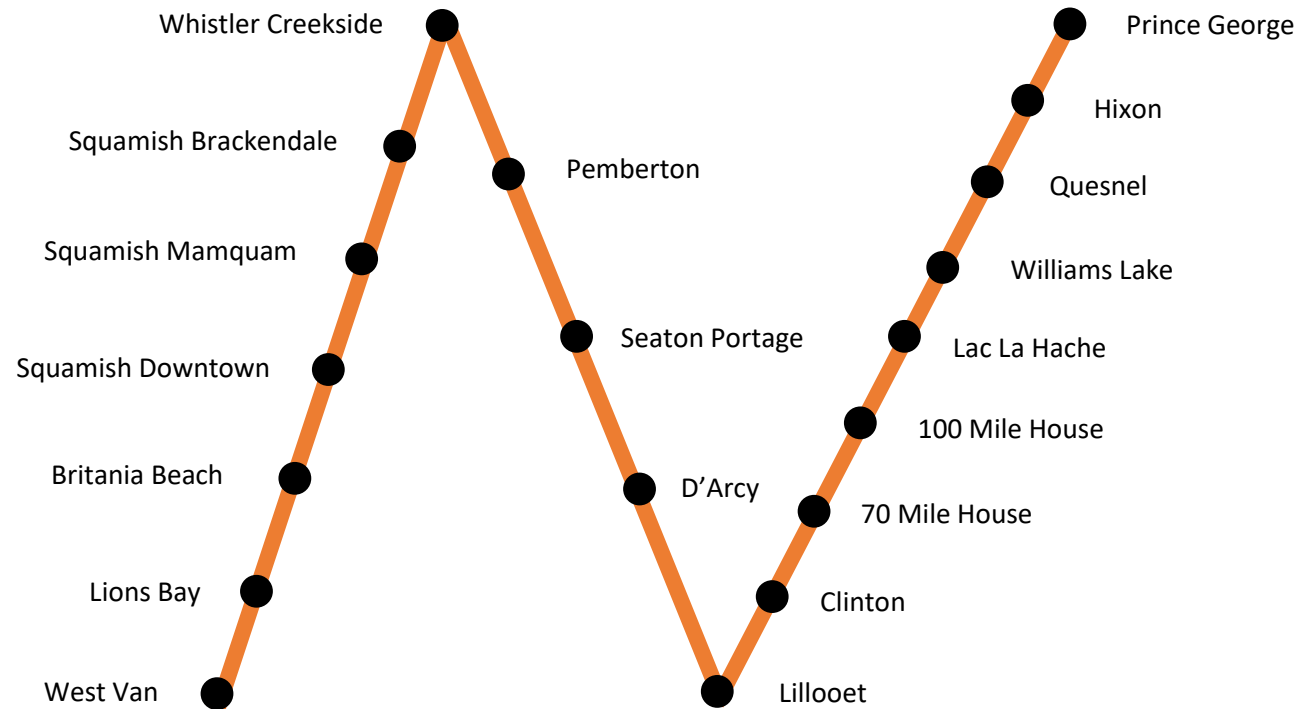 Whistler Creekside
Prince George
Hixon
Squamish Brackendale
Pemberton
Quesnel
Squamish Mamquam
Williams Lake
Seaton Portage
Lac La Hache
Squamish Downtown
100 Mile House
Britania Beach
D’Arcy
70 Mile House
Lions Bay
Clinton
West Van
Lillooet